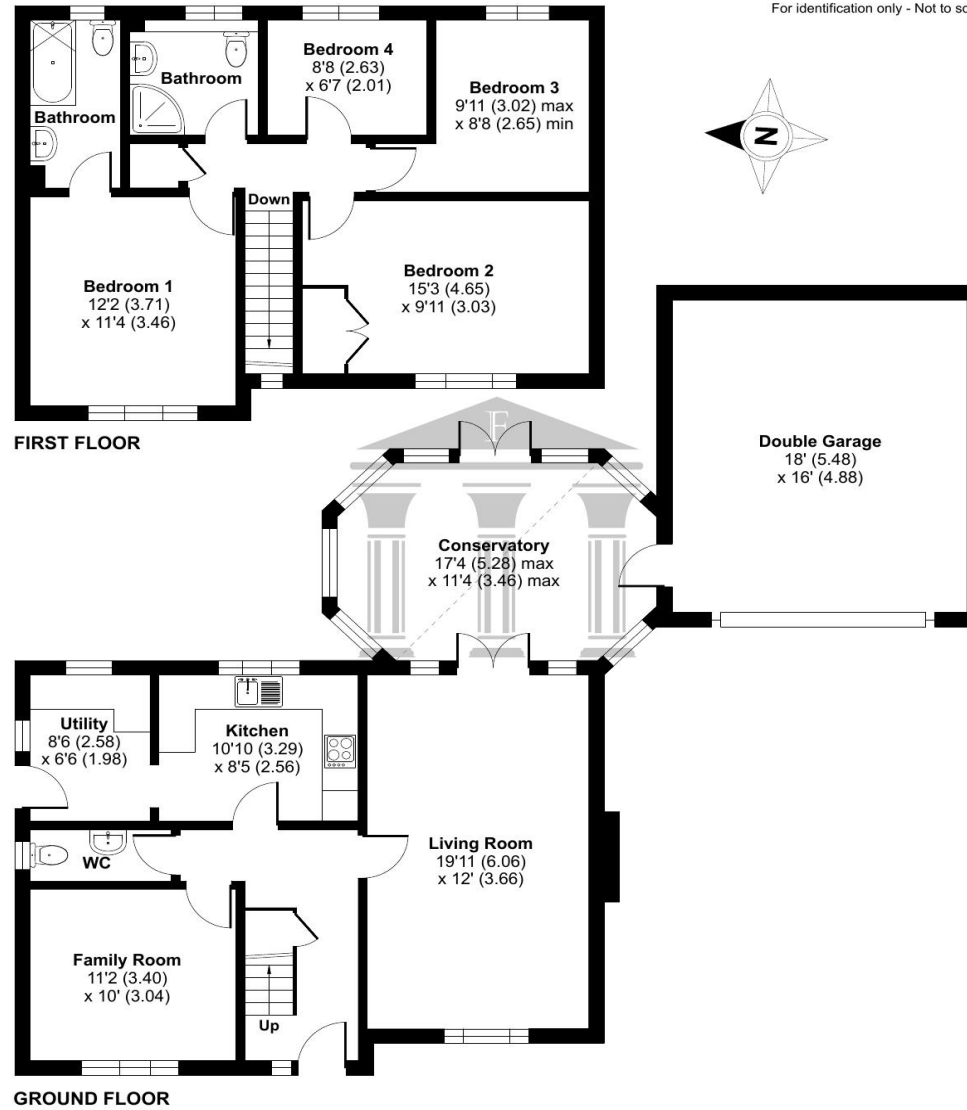 For identification only - Not to sc
Bedroom 4
8'8 (2.63)
x 6'7 (2.01)
Bathroom
Bedroom 3
9'11 (3.02) max
x 8'8 (2.65) min
Bathroom
N
Down
Bedroom 1
12'2 (3.71)
x 11'4 (3.46)
Bedroom 2
15'3 (4.65)
x 9'11 (3.03)
FIRST FLOOR
F
Double Garage
18' (5.48)
x 16' (4.88)
Conservatory
17'4 (5.28) max
x 11'4 (3.46) max
Utility
8'6 (2.58)
x 6'6 (1.98)
Kitchen
10'10 (3.29)
x 8'5 (2.56)
WC
Living Room
19'11 (6.06)
x 12' (3.66)
Family Room
11'2 (3.40)
x 10' (3.04)
Up
GROUND FLOOR